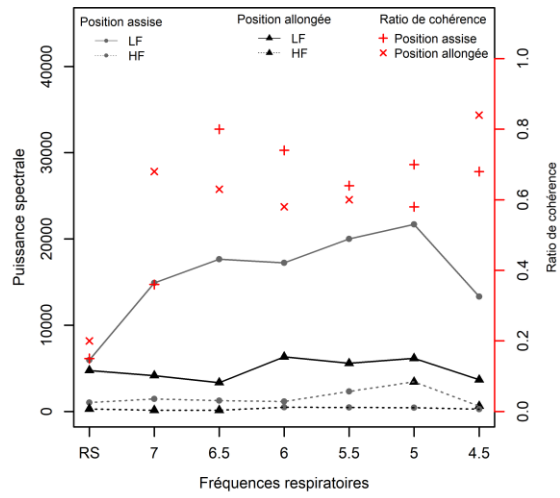 Position assise
LF
HF
Position allongée
LF
HF
Ratio de cohérence
Position assise
Position allongée
Puissance spectrale
40000
30000
20000
10000
0
1.0
0.8
0.6
0.4
0.2
0.0
Ratio de cohérence
RS 7 6.5 6 5.5 5 4.5
Fréquences respiratoires